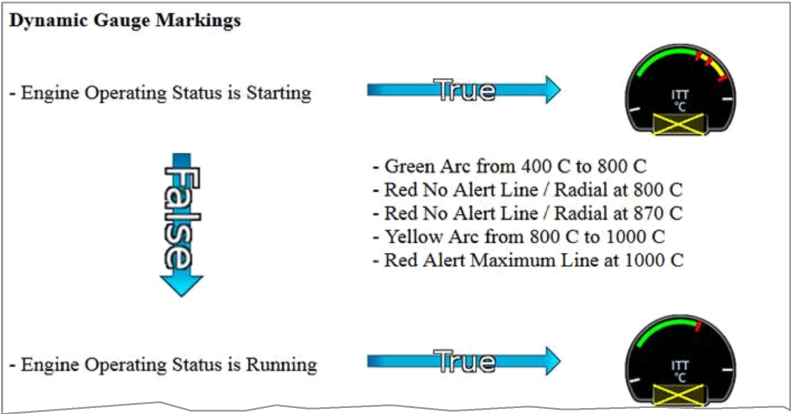 Dynamic Gauge Markings
- Engine Operating Status is Starting
True
ITT
°C
False
- Green Arc from 400 C to 800 C
- Red No Alert Line / Radial at 800 C
- Red No Alert Line / Radial at 870 C
- Yellow Arc from 800 C to 1000 C
- Red Alert Maximum Line at 1000 C
- Engine Operating Status is Running
True
ITT
°C